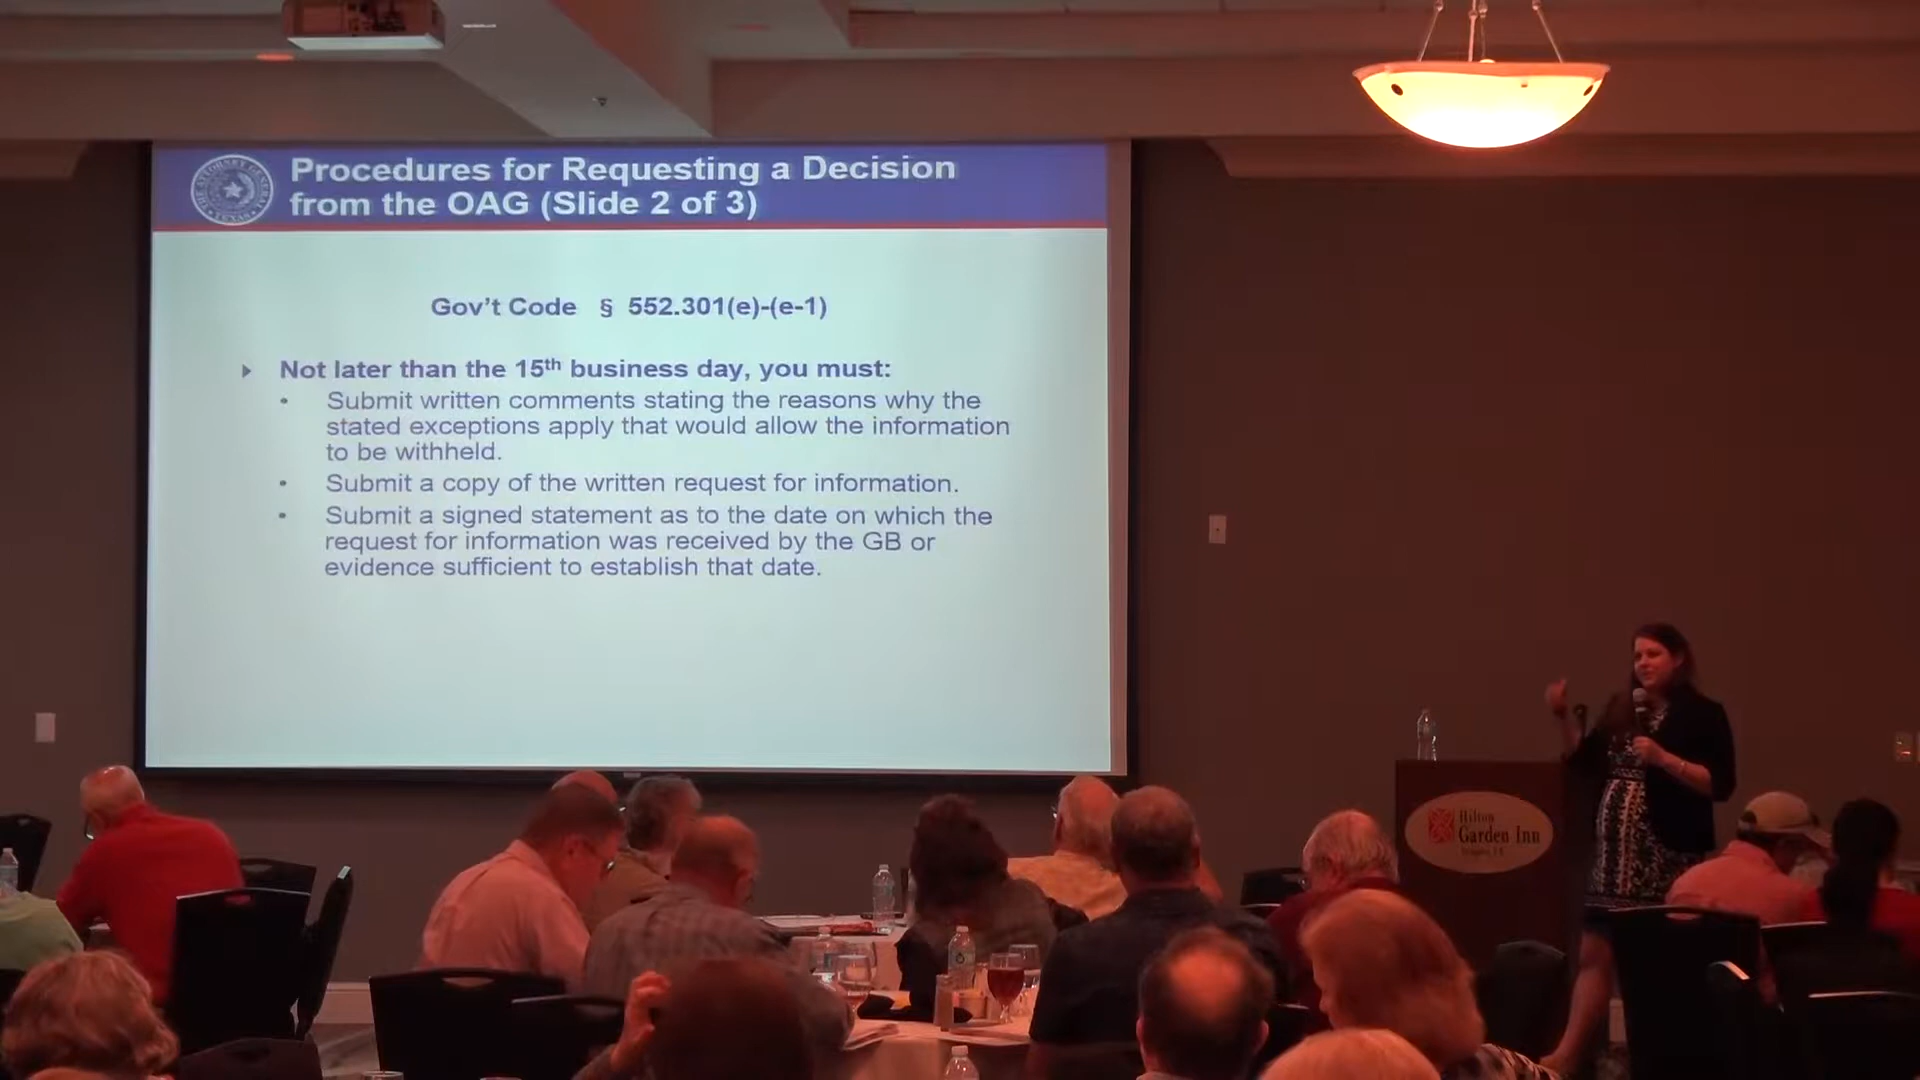 Procedures for Requesting a Decision
from the OAG (Slide 2 of 3)
Gov't Code § 552.301(e)-(e-1)
Not later than the 15th business day, you must:
• Submit written comments stating the reasons why the
stated exceptions apply that would allow the information
to be withheld.
• Submit a copy of the written request for information.
• Submit a signed statement as to the date on which the
request for information was received by the GB or
evidence sufficient to establish that date.
Hilton
Garden Inn